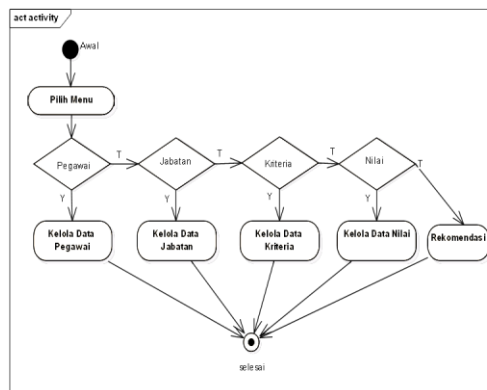 act activity
Awal
Pilih Menu
Pegawai
T
Jabatan
T
Kriteria
T
Nilai
T
Y
Y
Y
Y
Kelola Data
Pegawai
Kelola Data
Jabatan
Kelola Data
Kriteria
Kelola Data Nilai
Rekomendasi
selesai